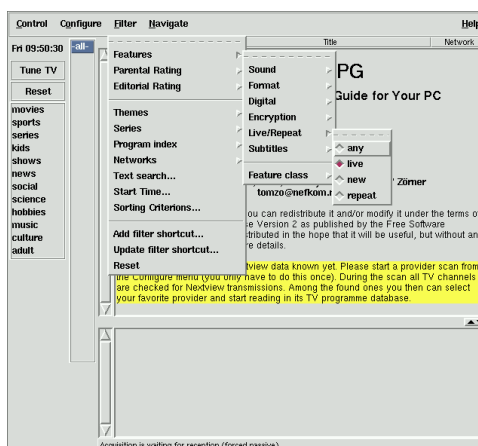 Control Configure Filter Navigate Help
Fri 09:50:30
-all-
Title
Network
Tune TV
Reset
movies
sports
series
kids
shows
news
social
science
hobbies
music
culture
adult
Features
Parental Rating
Editorial Rating
Themes
Series
Program index
Networks
Text search...
Start Time...
Sorting Criterions...
Add filter shortcut...
Update filter shortcut...
Reset
Sound
Format
Digital
Encryption
Live/Repeat
Subtitles
Feature class
any
live
new
repeat
PG
Guide for Your PC
Zörner
tomzo@nefkom.
ou can redistribute it and/or modify it under the terms o
e Version 2 as published by the Free Software
tributed in the hope that it will be useful, but without an
re details.
tview data known yet. Please start a provider scan from
the Configure menu (you only have to do this once). During the scan all TV channels
are checked for Nextview transmissions. Among the found ones you then can select
your favorite provider and start reading in its TV programme database.
Acquisition is waiting for reception (forced passive)